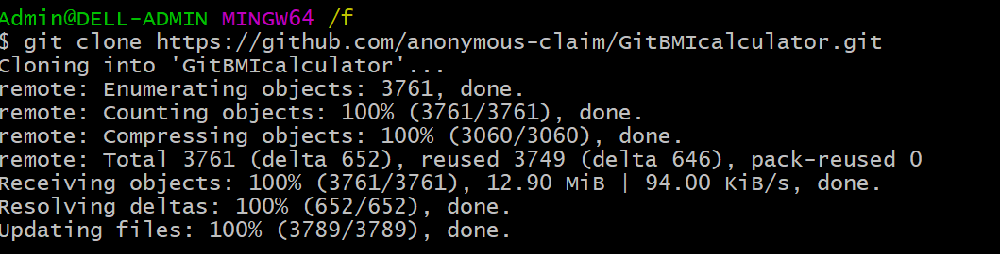 Admin@DELL-ADMIN MINGW64 /f
$ git clone https://github.com/anonymous-claim/GitBMIcalculator.git
Cloning into 'GitBMIcalculator'...
remote: Enumerating objects: 3761, done.
remote: Counting objects: 100% (3761/3761), done.
remote: Compressing objects: 100% (3060/3060), done.
remote: Total 3761 (delta 652), reused 3749 (delta 646), pack-reused 0
Receiving objects: 100% (3761/3761), 12.90 MiB | 94.00 KiB/s, done.
Resolving deltas: 100% (652/652), done.
Updating files: 100% (3789/3789), done.